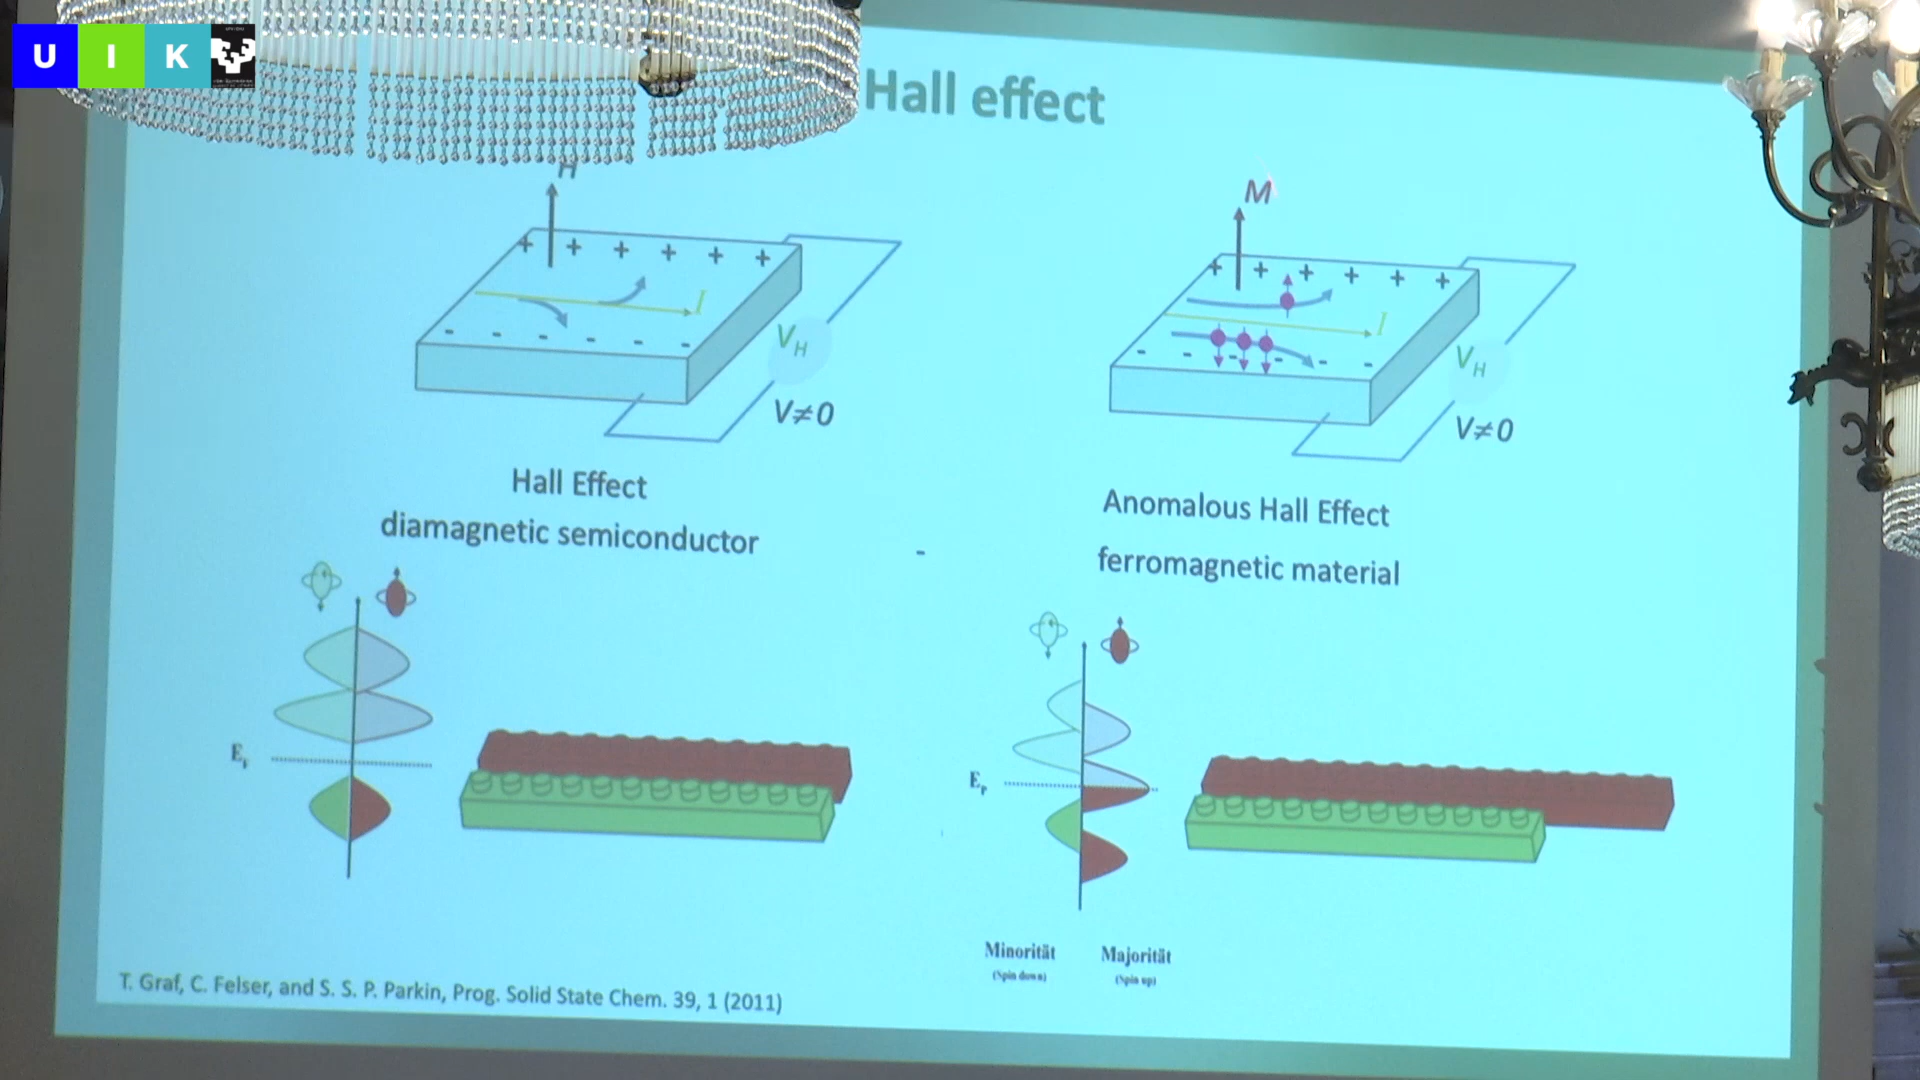 U I K
Hall effect
H
M
+ + + + + +
+ + + + + +
I
I
- - - - - -
- - - - - -
V_H
V_H
V≠0
V≠0
Hall Effect
Anomalous Hall Effect
diamagnetic semiconductor
-
ferromagnetic material
E_F
E_F
Minorität
Majorität
(Spin down)
(Spin up)
T. Graf, C. Felser, and S. S. P. Parkin, Prog. Solid State Chem. 39, 1 (2011)